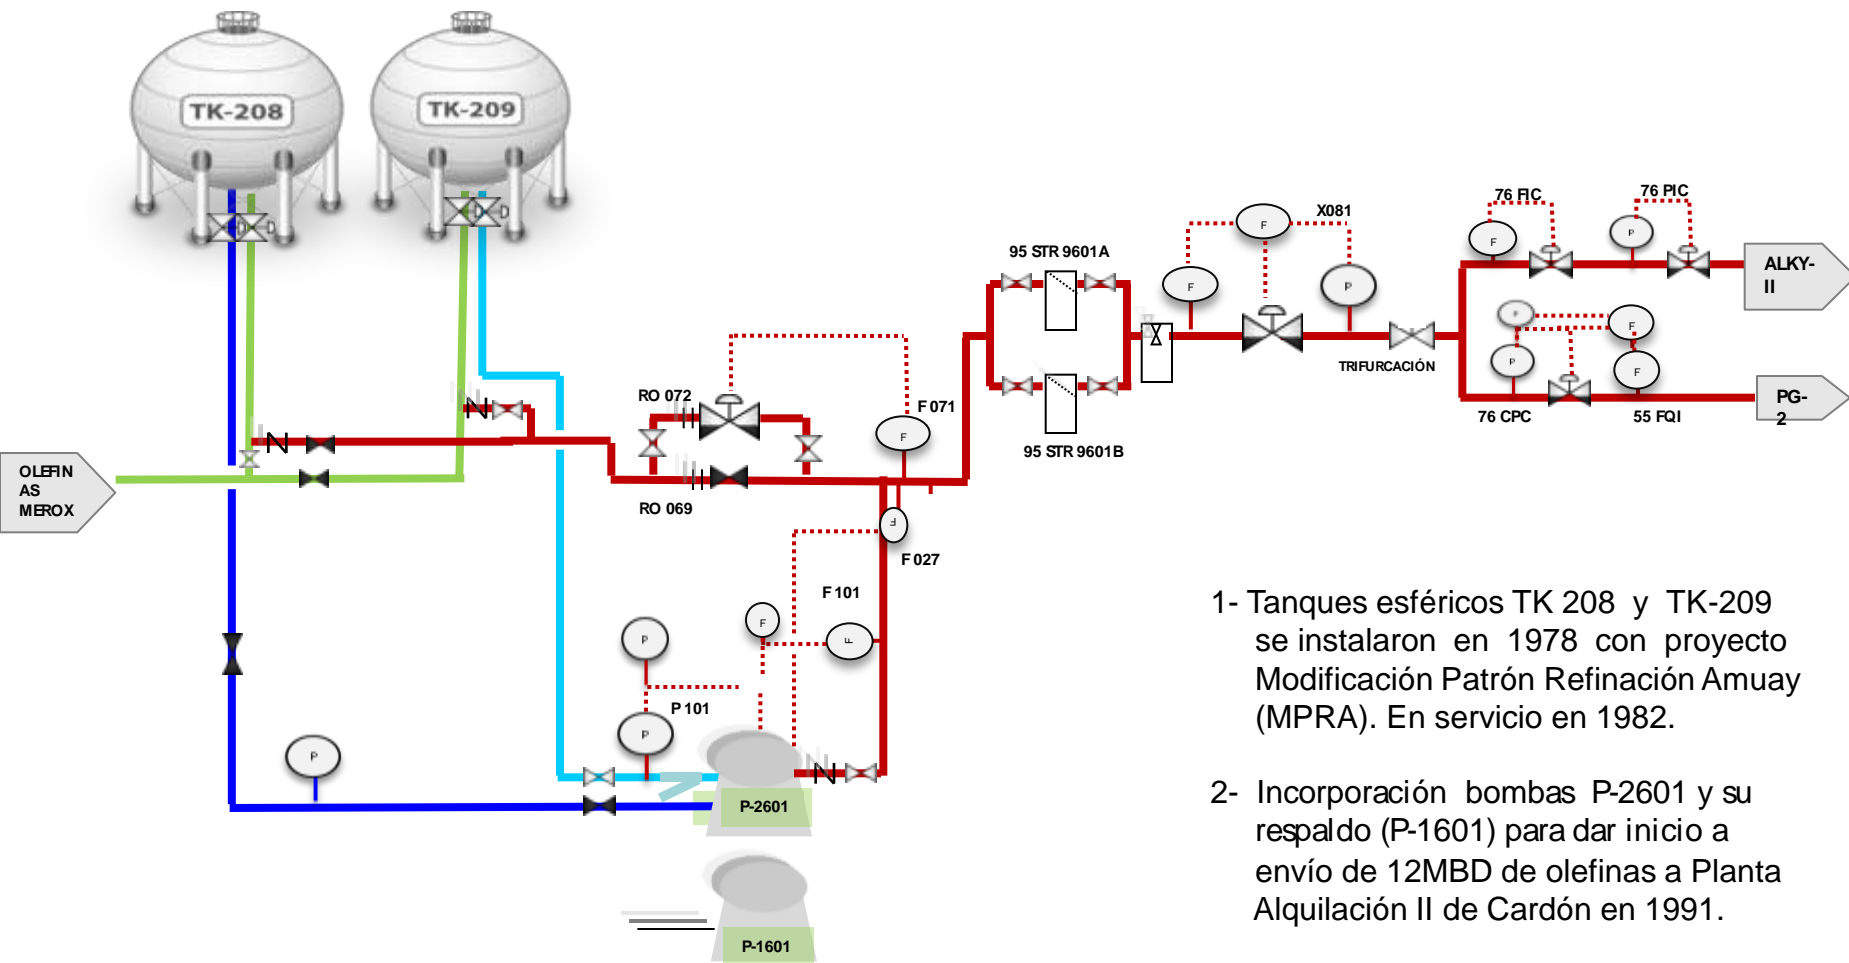 TK-208
TK-209
76 FIC
76 PIC
X081
F
F
P
F
P
95 STR 9601A
ALKY-
II
P
F
P
F
TRIFURCACIÓN
76 CPC
55 FQI
PG-
2
RO 072
F 071
F
95 STR 9601B
OLEFIN
AS
MEROX
RO 069
F
F 027
F 101
P
F
F
P 101
P
P
P-2601
P-1601
1- Tanques esféricos TK 208 y TK-209
se instalaron en 1978 con proyecto
Modificación Patrón Refinación Amuay
(MPRA). En servicio en 1982.
2- Incorporación bombas P-2601 y su
respaldo (P-1601) para dar inicio a
envío de 12MBD de olefinas a Planta
Alquilación II de Cardón en 1991.